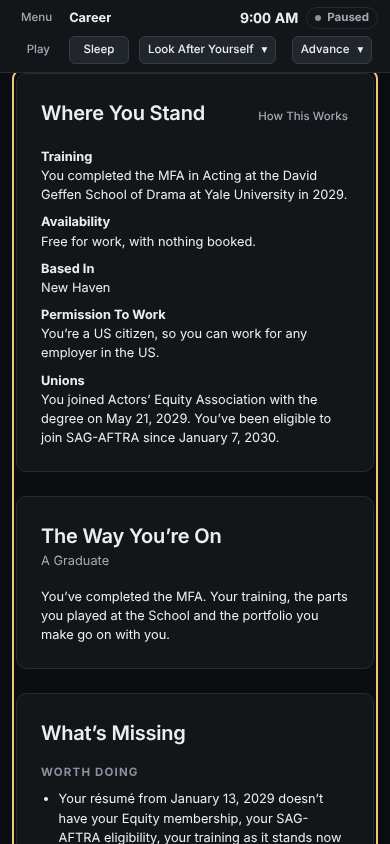 Menu Career 9:00 AM Paused
Play Sleep Look After Yourself ▾ Advance ▾
Where You Stand How This Works
Training
You completed the MFA in Acting at the David
Geffen School of Drama at Yale University in 2029.
Availability
Free for work, with nothing booked.
Based In
New Haven
Permission To Work
You’re a US citizen, so you can work for any
employer in the US.
Unions
You joined Actors’ Equity Association with the
degree on May 21, 2029. You’ve been eligible to
join SAG-AFTRA since January 7, 2030.
The Way You’re On
A Graduate
You’ve completed the MFA. Your training, the parts
you played at the School and the portfolio you
make go on with you.
What’s Missing
WORTH DOING
• Your résumé from January 13, 2029 doesn’t
have your Equity membership, your SAG-
AFTRA eligibility, your training as it stands now